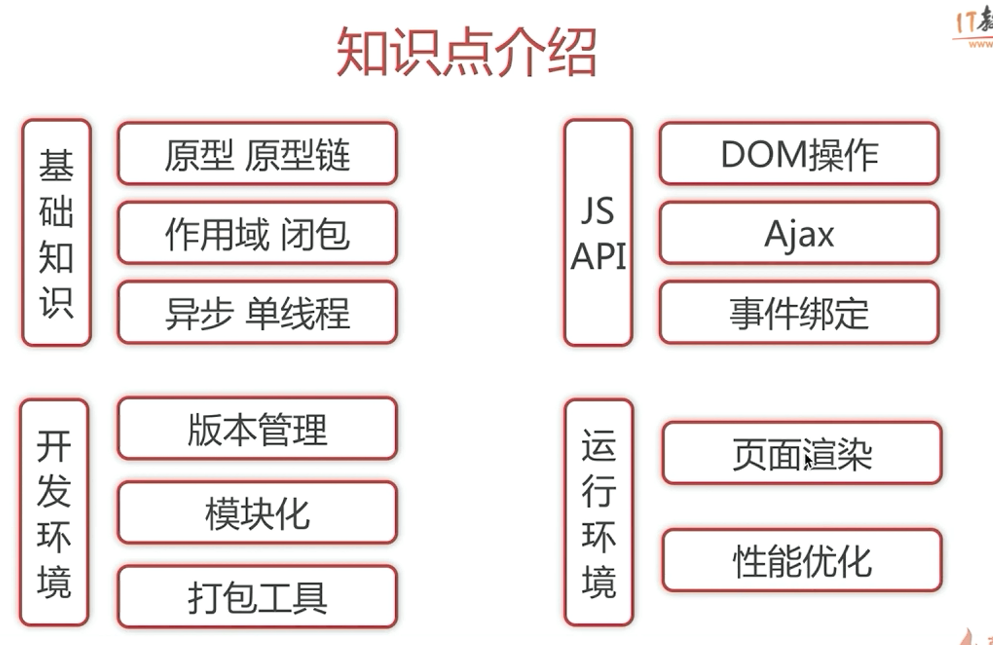 知识点介绍
IT
www
基础知识
原型 原型链
作用域 闭包
异步 单线程
JS
API
DOM操作
Ajax
事件绑定
开发环境
版本管理
模块化
打包工具
运行环境
页面渲染
性能优化